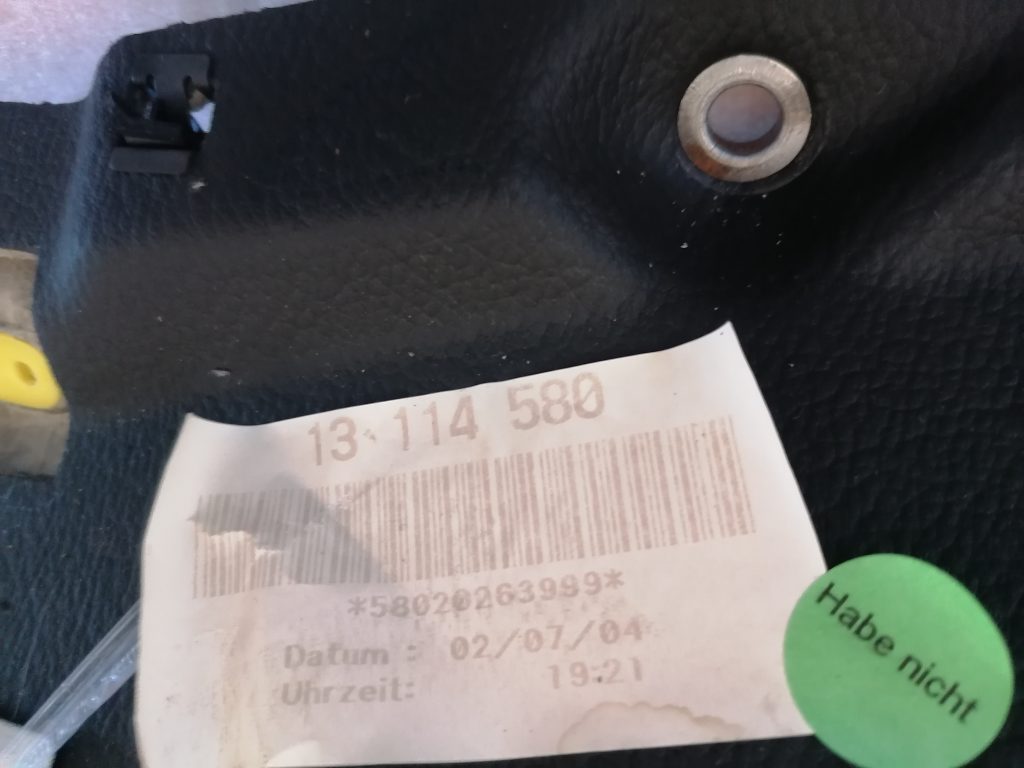 13 114 580
*58020263999*
Datum : 02/07/04
Uhrzeit: 19:21
Habe nicht